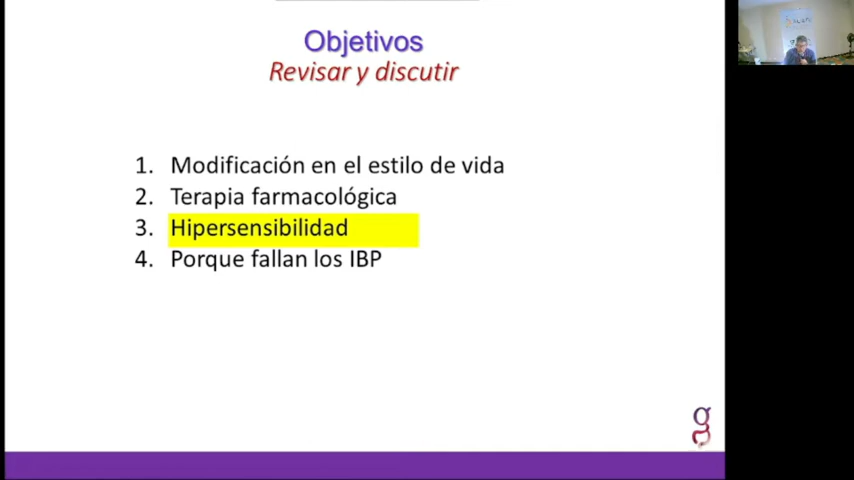 Objetivos
Revisar y discutir
1. Modificación en el estilo de vida
2. Terapia farmacológica
3. Hipersensibilidad
4. Porque fallan los IBP